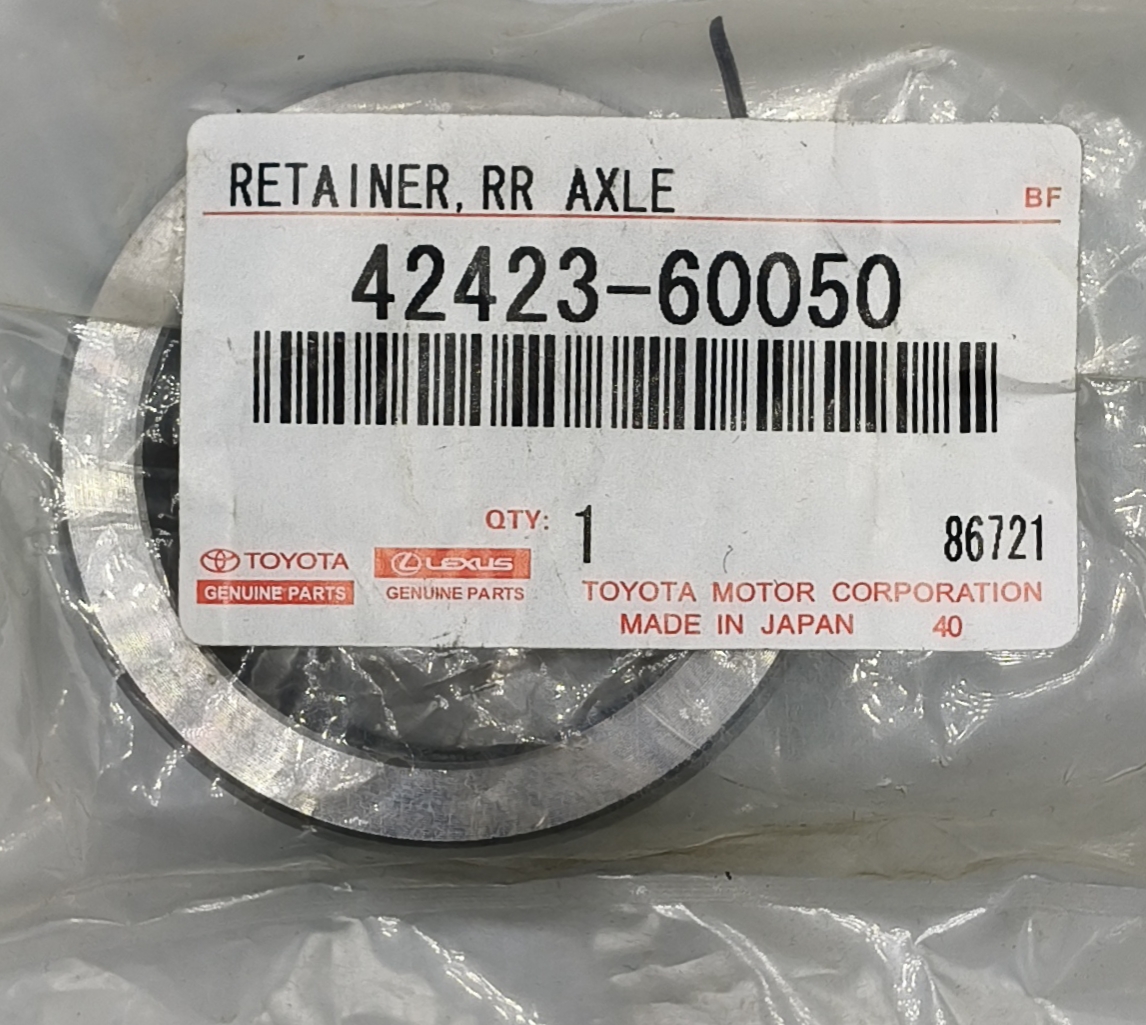 RETAINER, RR AXLE
BF
42423-60050
QTY: 1
86721
TOYOTA
LEXUS
GENUINE PARTS
GENUINE PARTS
TOYOTA MOTOR CORPORATION
MADE IN JAPAN 40